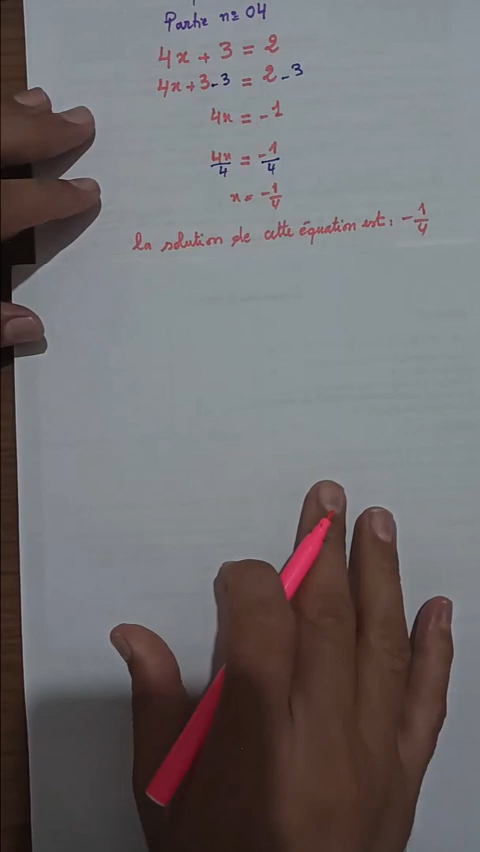 Partie n= 04
4x + 3 = 2
4x + 3 - 3 = 2 - 3
4x = -1
4x/4 = -1/4
x = -1/4
la solution de cette équation est : -1/4